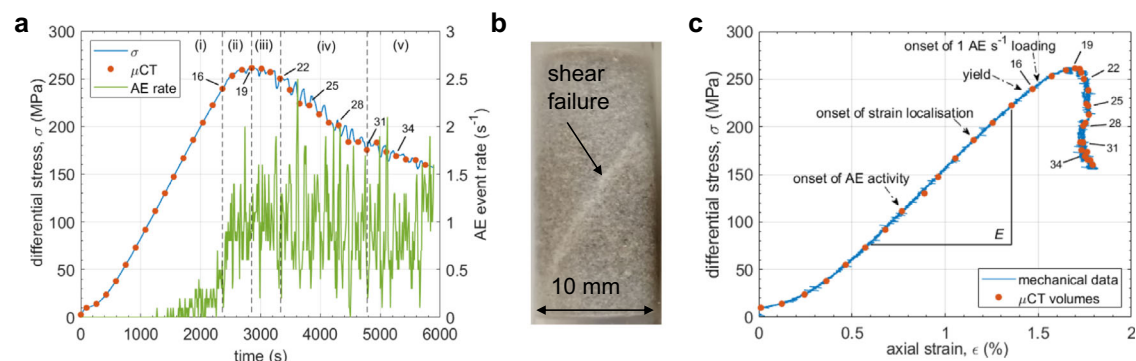 a
300
250
200
150
100
50
0
differential stress, σ (MPa)
0
1000
2000
3000
4000
5000
6000
time (s)
3
2.5
2
1.5
1
0.5
0
AE event rate (s⁻¹)
(i)
(ii)
(iii)
(iv)
(v)
σ
μCT
AE rate
16
19
22
25
28
31
34
b
shear
failure
10 mm
c
300
250
200
150
100
50
0
differential stress, σ (MPa)
0
0.5
1
1.5
2
axial strain, ϵ (%)
onset of 1 AE s⁻¹ loading
19
16
yield
22
onset of strain localisation
25
28
31
34
onset of AE activity
E
mechanical data
μCT volumes